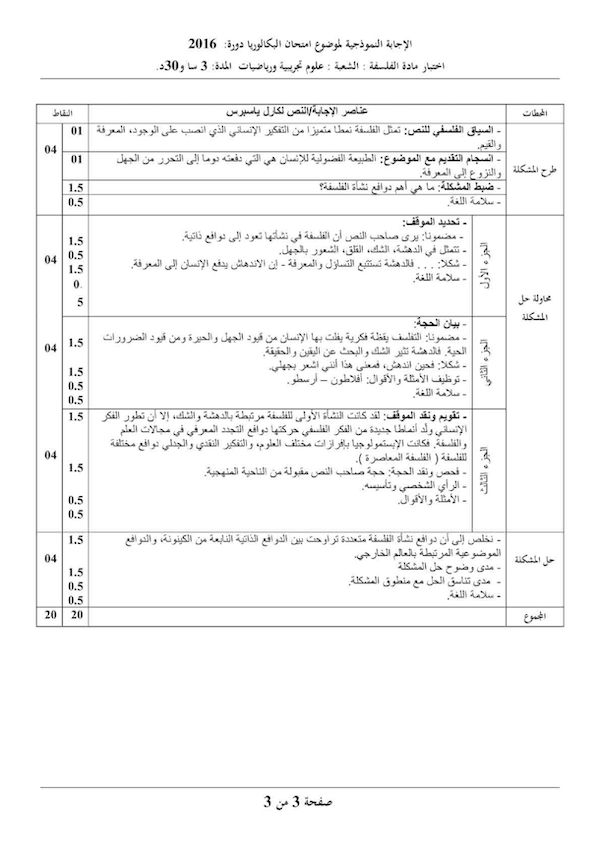 الإجابة النموذجية لموضوع امتحان البكالوريا دورة: 2016
اختبار مادة الفلسفة : الشعبة : علوم تجريبية ورياضيات المدة: 3 سا و30د.
المحطات
عناصر الإجابة/النص لكارل ياسبرس
النقاط
طرح المشكلة
- السياق الفلسفي للنص: تمثل الفلسفة نمطا متميزا من التفكير الإنساني الذي انصب على الوجود، المعرفة
والقيم.
01
04
- انسجام التقديم مع الموضوع: الطبيعة الفضولية للإنسان هي التي دفعته دوما إلى التحرر من الجهل
والنزوع إلى المعرفة.
01
- ضبط المشكلة: ما هي أهم دوافع نشأة الفلسفة؟
1.5
- سلامة اللغة.
0.5
محاولة حل
المشكلة
الجزء الأول
- تحديد الموقف:
- مضمونا: يرى صاحب النص أن الفلسفة في نشأتها تعود إلى دوافع ذاتية.
- تتمثل في الدهشة، الشك، القلق، الشعور بالجهل.
- شكلا: . . . فالدهشة تستتبع التساؤل والمعرفة - إن الاندهاش يدفع الإنسان إلى المعرفة.
- سلامة اللغة.
1.5
0.5
1.5
0.
5
04
الجزء الثاني
- بيان الحجة:
- مضمونا: التفلسف يقظة فكرية يفلت بها الإنسان من قيود الجهل والحيرة ومن قيود الضرورات
الحية. فالدهشة تثير الشك والبحث عن اليقين والحقيقة.
- شكلا: فحين اندهش، فمعنى هذا أنني اشعر بجهلي.
- توظيف الأمثلة والأقوال: أفلاطون – أرسطو.
- سلامة اللغة.
1.5
1.5
0.5
0.5
04
الجزء الثالث
- تقويم ونقد الموقف: لقد كانت النشأة الأولى للفلسفة مرتبطة بالدهشة والشك، إلا أن تطور الفكر
الإنساني ولّد أنماطا جديدة من الفكر الفلسفي حركتها دوافع التجدد المعرفي في مجالات العلم
والفلسفة. فكانت الإبستمولوجيا بإفرازات مختلف العلوم، والتفكير النقدي والجدلي دوافع مختلفة
للفلسفة ( الفلسفة المعاصرة ).
- فحص ونقد الحجة: حجة صاحب النص مقبولة من الناحية المنهجية.
- الرأي الشخصي وتأسيسه.
- الأمثلة والأقوال.
1.5
1.5
0.5
0.5
04
حل المشكلة
- نخلص إلى أن دوافع نشأة الفلسفة متعددة تراوحت بين الدوافع الذاتية النابعة من الكينونة، والدوافع
الموضوعية المرتبطة بالعالم الخارجي.
- مدى وضوح حل المشكلة
- مدى تناسق الحل مع منطوق المشكلة.
- سلامة اللغة.
1.5
1.5
0.5
0.5
04
المجموع
20
20
صفحة 3 من 3